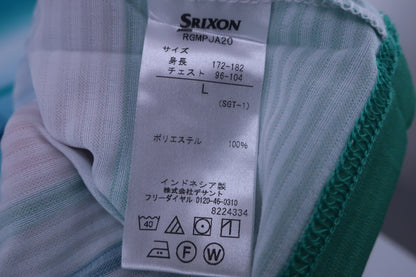 SRIXON
RGMPJA20
サイズ
身長 172-182
チェスト 96-104
L
(SGT-1)
ポリエステル 100%
インドネシア製
株式会社デサント
フリーダイヤル 0120-46-0310
8224334
40
F W